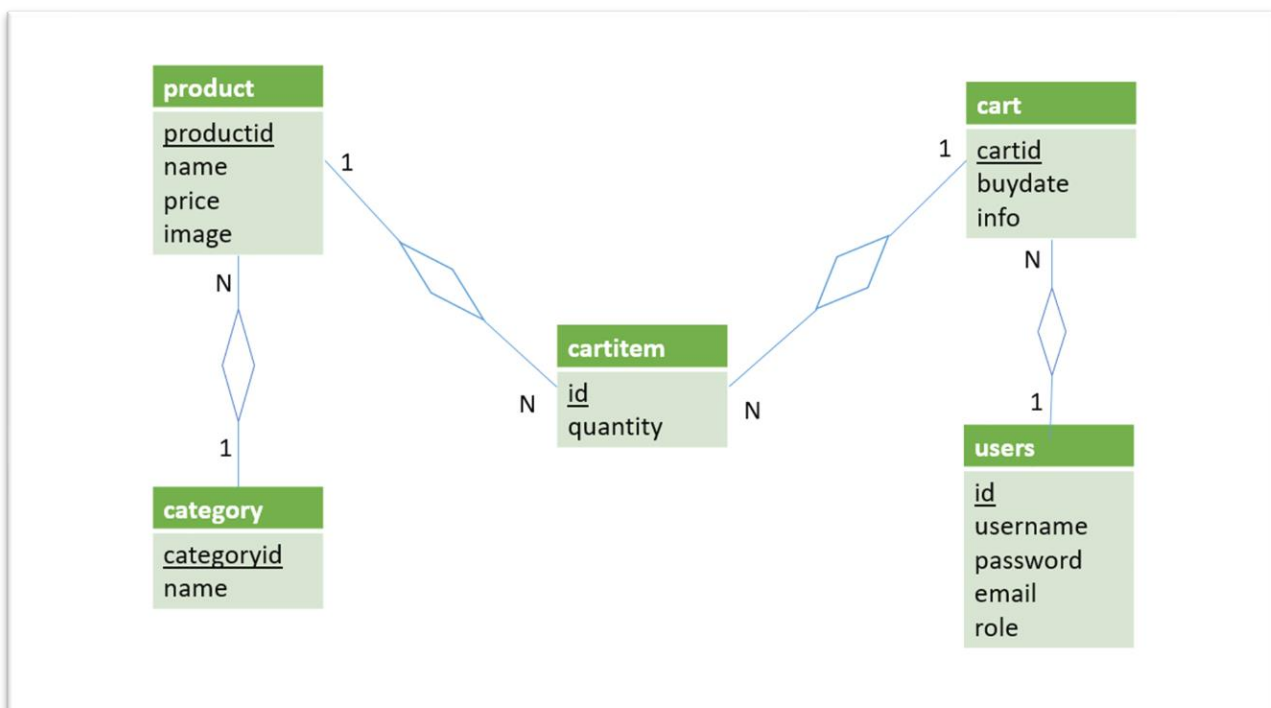 product
productid
name
price
image
1
N
1
category
categoryid
name
cartitem
id
quantity
N
N
cart
cartid
buydate
info
1
N
1
users
id
username
password
email
role